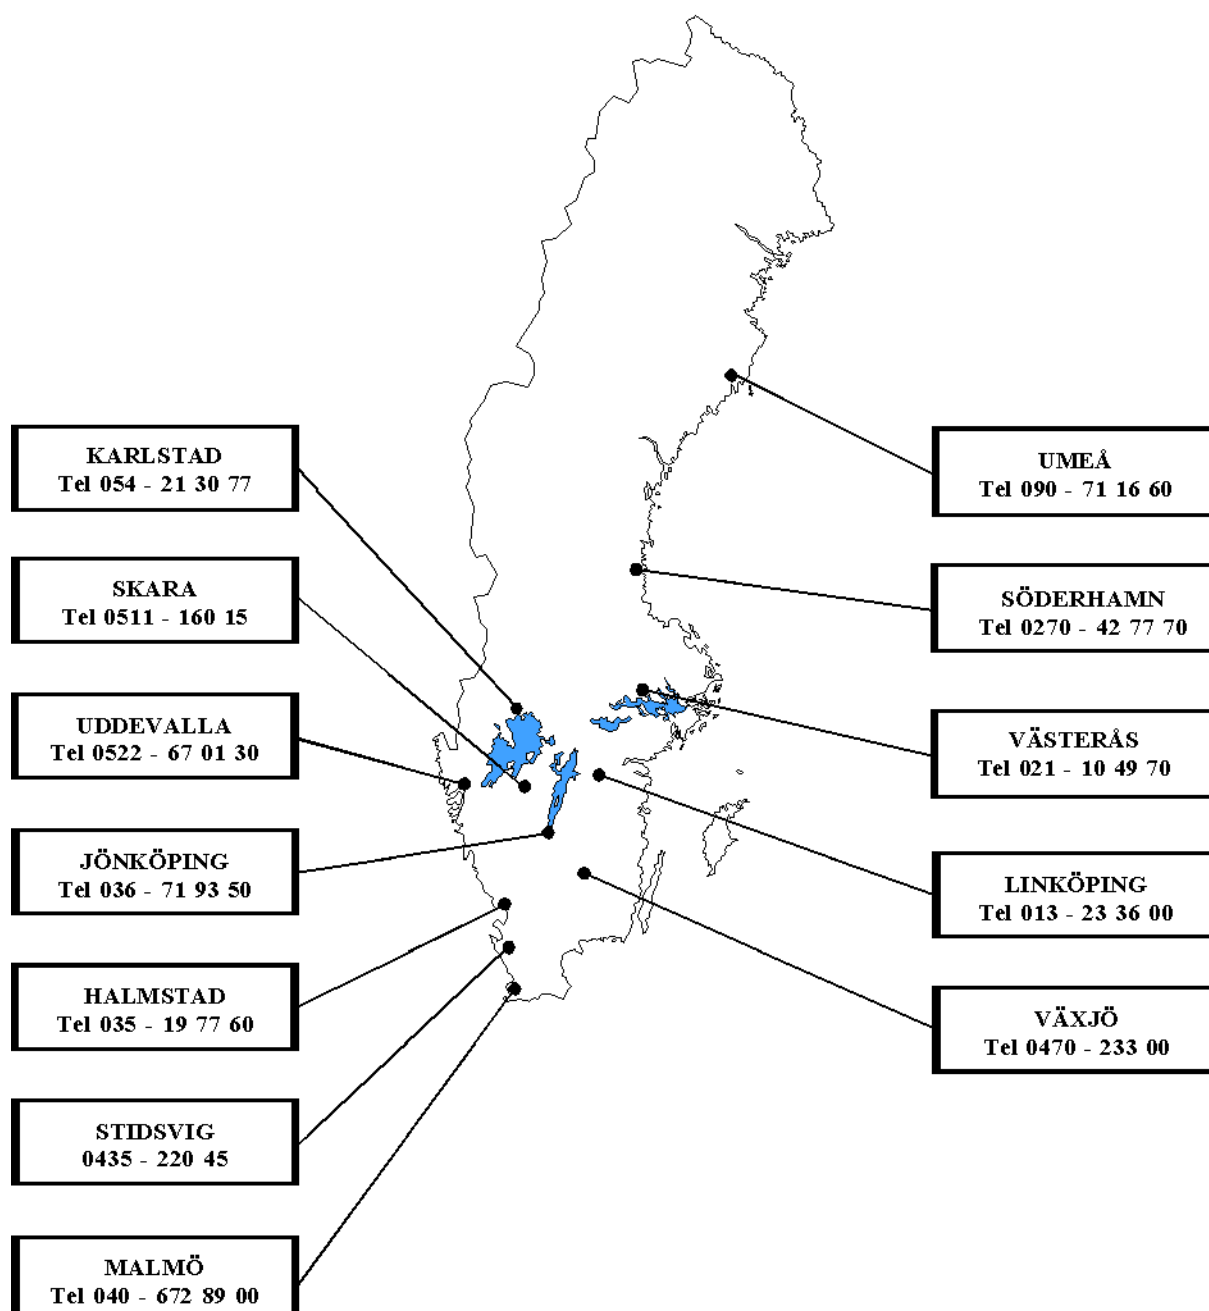 KARLSTAD
Tel 054 - 21 30 77
SKARA
Tel 0511 - 160 15
UDDEVALLA
Tel 0522 - 67 01 30
JÖNKÖPING
Tel 036 - 71 93 50
HALMSTAD
Tel 035 - 19 77 60
STIDSVIG
0435 - 220 45
MALMÖ
Tel 040 - 672 89 00
UMEÅ
Tel 090 - 71 16 60
SÖDERHAMN
Tel 0270 - 42 77 70
VÄSTERÅS
Tel 021 - 10 49 70
LINKÖPING
Tel 013 - 23 36 00
VÄXJÖ
Tel 0470 - 233 00